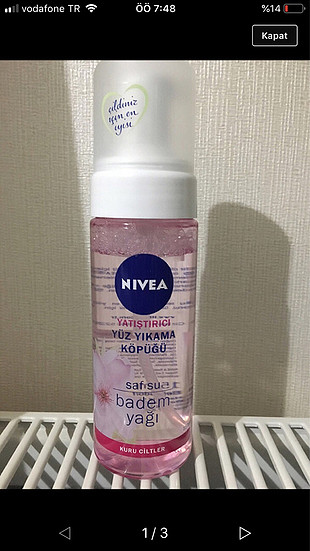 vodafone TR ÖÖ 7:48 %14
Kapat
cildiniz
için en
iyisi
NIVEA
YATIŞTIRICI
YÜZ YIKAMA
KÖPÜĞÜ
saf su
badem
yağı
KURU CİLTLER
1 / 3